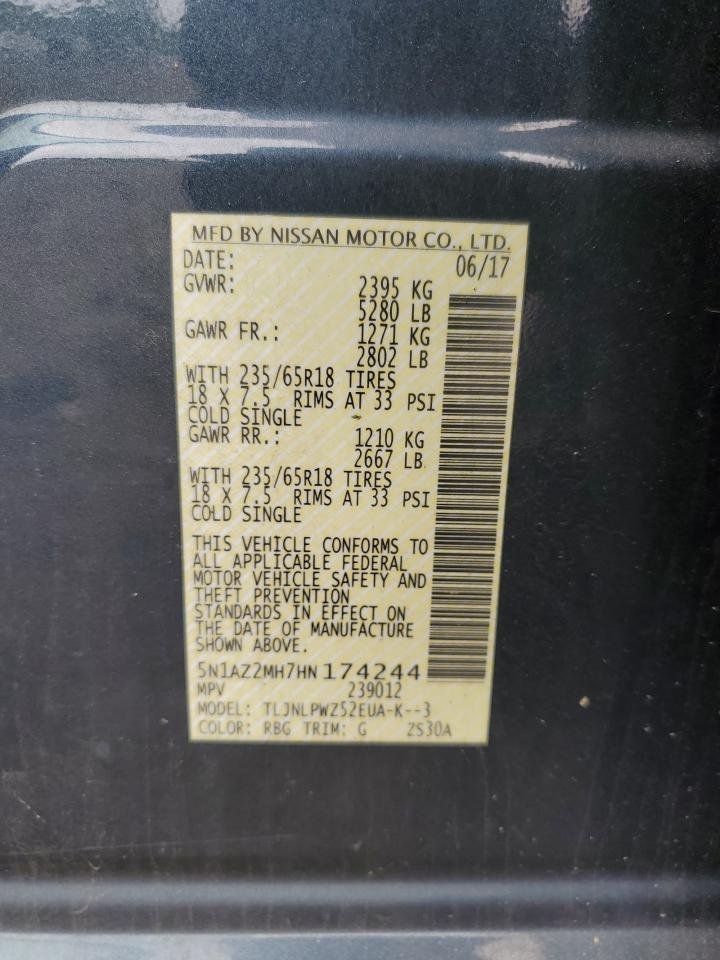 MFD BY NISSAN MOTOR CO., LTD.
DATE: 06/17
GVWR: 2395 KG
5280 LB
GAWR FR.: 1271 KG
2802 LB
WITH 235/65R18 TIRES
18 X 7.5 RIMS AT 33 PSI
COLD SINGLE
GAWR RR.: 1210 KG
2667 LB
WITH 235/65R18 TIRES
18 X 7.5 RIMS AT 33 PSI
COLD SINGLE
THIS VEHICLE CONFORMS TO
ALL APPLICABLE FEDERAL
MOTOR VEHICLE SAFETY AND
THEFT PREVENTION
STANDARDS IN EFFECT ON
THE DATE OF MANUFACTURE
SHOWN ABOVE.
5N1AZ2MH7HN174244
MPV 239012
MODEL: TLJNLPWZ52EUA-K--3
COLOR: RBG TRIM: G ZS30A